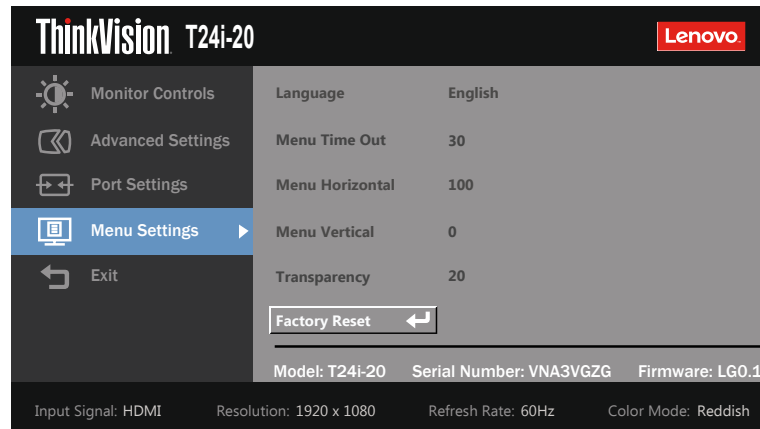 ThinkVision T24i-20
Lenovo.
Monitor Controls
Advanced Settings
Port Settings
Menu Settings
Exit
Language English
Menu Time Out 30
Menu Horizontal 100
Menu Vertical 0
Transparency 20
Factory Reset
Model: T24i-20 Serial Number: VNA3VGZG Firmware: LG0.1
Input Signal: HDMI Resolution: 1920 x 1080 Refresh Rate: 60Hz Color Mode: Reddish